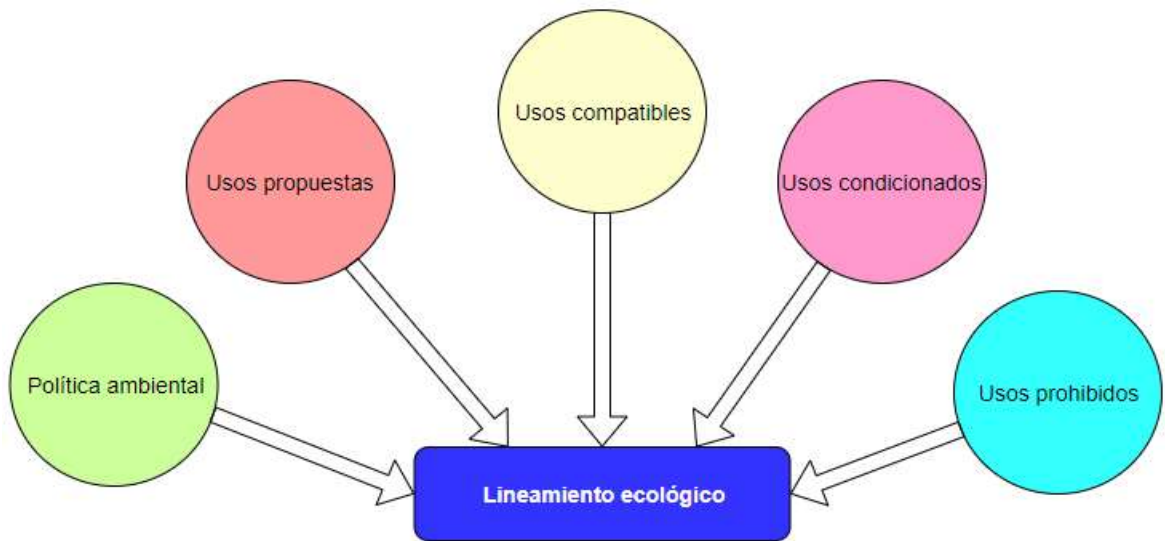 Usos compatibles
Usos propuestas
Usos condicionados
Política ambiental
Usos prohibidos
Lineamiento ecológico